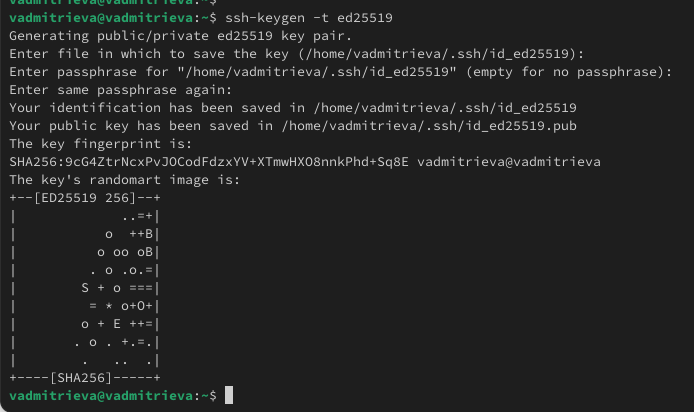 vadmitrieva@vadmitrieva:~$
vadmitrieva@vadmitrieva:~$ ssh-keygen -t ed25519
Generating public/private ed25519 key pair.
Enter file in which to save the key (/home/vadmitrieva/.ssh/id_ed25519):
Enter passphrase for "/home/vadmitrieva/.ssh/id_ed25519" (empty for no passphrase):
Enter same passphrase again:
Your identification has been saved in /home/vadmitrieva/.ssh/id_ed25519
Your public key has been saved in /home/vadmitrieva/.ssh/id_ed25519.pub
The key fingerprint is:
SHA256:9cG4ZtrNcxPvJOCodFdzxYV+XTmwHXO8nnkPhd+Sq8E vadmitrieva@vadmitrieva
The key's randomart image is:
+--[ED25519 256]--+
|             ..=+|
|           o  ++B|
|          o oo oB|
|         . o .o.=|
|        S + o ===|
|         = * o+O+|
|        o + E ++=|
|       . o . +.=.|
|        .   ..  .|
+----[SHA256]-----+
vadmitrieva@vadmitrieva:~$